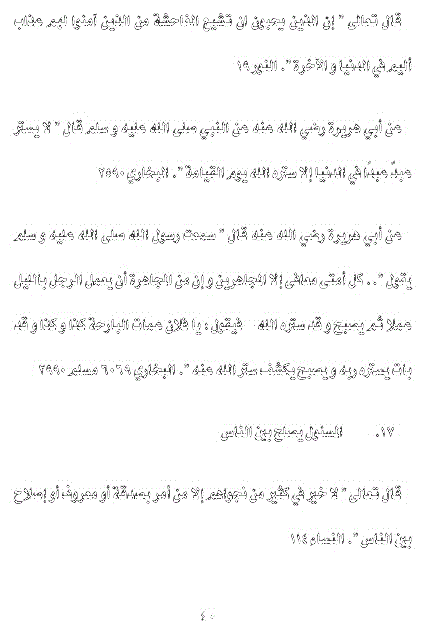 قال تعالى " إن الذين يحبون ان تشيع الفاحشة من الذين آمنوا لهم عذاب
أليم في الدنيا و الآخرة ". النور ١٩
عن أبي هريرة رضي الله عنه عن النبي صلى الله عليه و سلم قال " لا يستر
عبدٌ عبدًا في الدنيا إلا ستره الله يوم القيامة ". البخاري ٢٥٩٠
عن أبي هريرة رضي الله عنه قال " سمعت رسول الله صلى الله عليه و سلم
يقول ".. كل أمتى معافى إلا المجاهرين و إن من المجاهرة أن يعمل الرجل بالليل
عملا ثم يصبح و قد ستره الله فيقول : يا فلان عملت البارحة كذا و كذا و قد
بات يستره ربه و يصبح يكشف ستر الله عنه ". البخاري ٦٠٦٩ مسلم ٢٩٩٠
١٧. المسئول يصلح بين الناس
قال تعالى " لا خير في كثير من نجواهم إلا من أمر بصدقة أو معروف أو إصلاح
بين الناس ". النساء ١١٤
٤٠